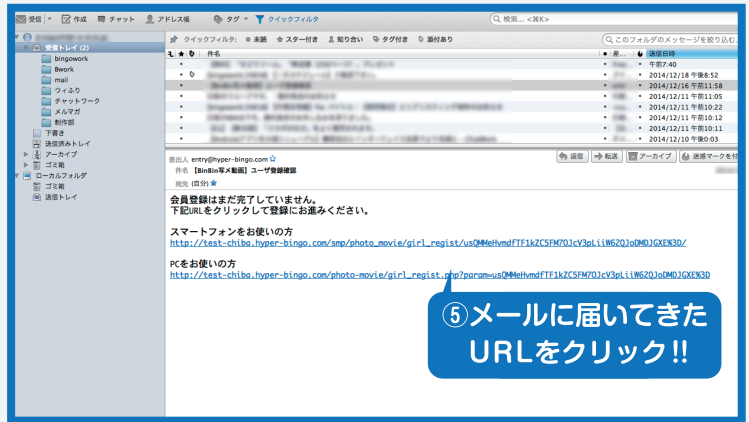 受信 作成 チャット アドレス帳 タグ クイックフィルタ 検索... <⌘K>
受信トレイ (2)
bingowork
Bwork
mail
ウィふり
チャットワーク
メルマガ
制作部
下書き
送信済みトレイ
アーカイブ
ゴミ箱
ローカルフォルダ
ゴミ箱
送信トレイ
クイックフィルタ: 未読 スター付き 知り合い タグ付き 添付あり このフォルダのメッセージを絞り込む
件名 差... 送信日時
午前7:40
2014/12/18 午後8:52
2014/12/16 午前11:58
2014/12/11 午前11:05
2014/12/11 午前10:22
2014/12/11 午前10:12
2014/12/11 午前10:11
2014/12/10 午後0:03
差出人 entry@hyper-bingo.com
返信 転送 アーカイブ 迷惑マークを付
件名 【BinBin写メ動画】ユーザ登録確認
宛先 (自分)
会員登録はまだ完了していません。
下記URLをクリックして登録にお進みください。
スマートフォンをお使いの方
http://test-chiba.hyper-bingo.com/smp/photo_movie/girl_regist/usQMMeHvmdfTF1kZC5FM7OJcV3pLiiW62QJoDMDJGXE%3D/
PCをお使いの方
http://test-chiba.hyper-bingo.com/photo-movie/girl_regist.php?param=usQMMeHvmdfTF1kZC5FM7OJcV3pLiiW62QJoDMDJGXE%3D
⑤メールに届いてきた
URLをクリック!!